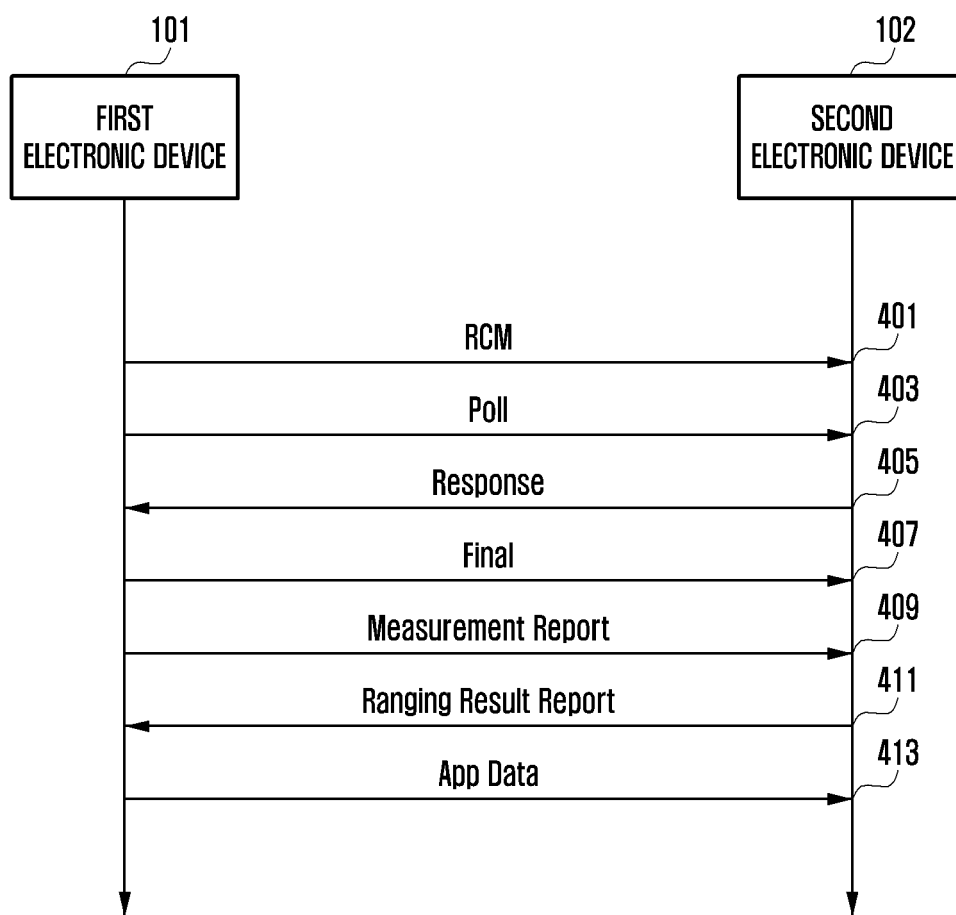 101
102
FIRST
ELECTRONIC DEVICE
SECOND
ELECTRONIC DEVICE
401
RCM
403
Poll
405
Response
407
Final
409
Measurement Report
411
Ranging Result Report
413
App Data